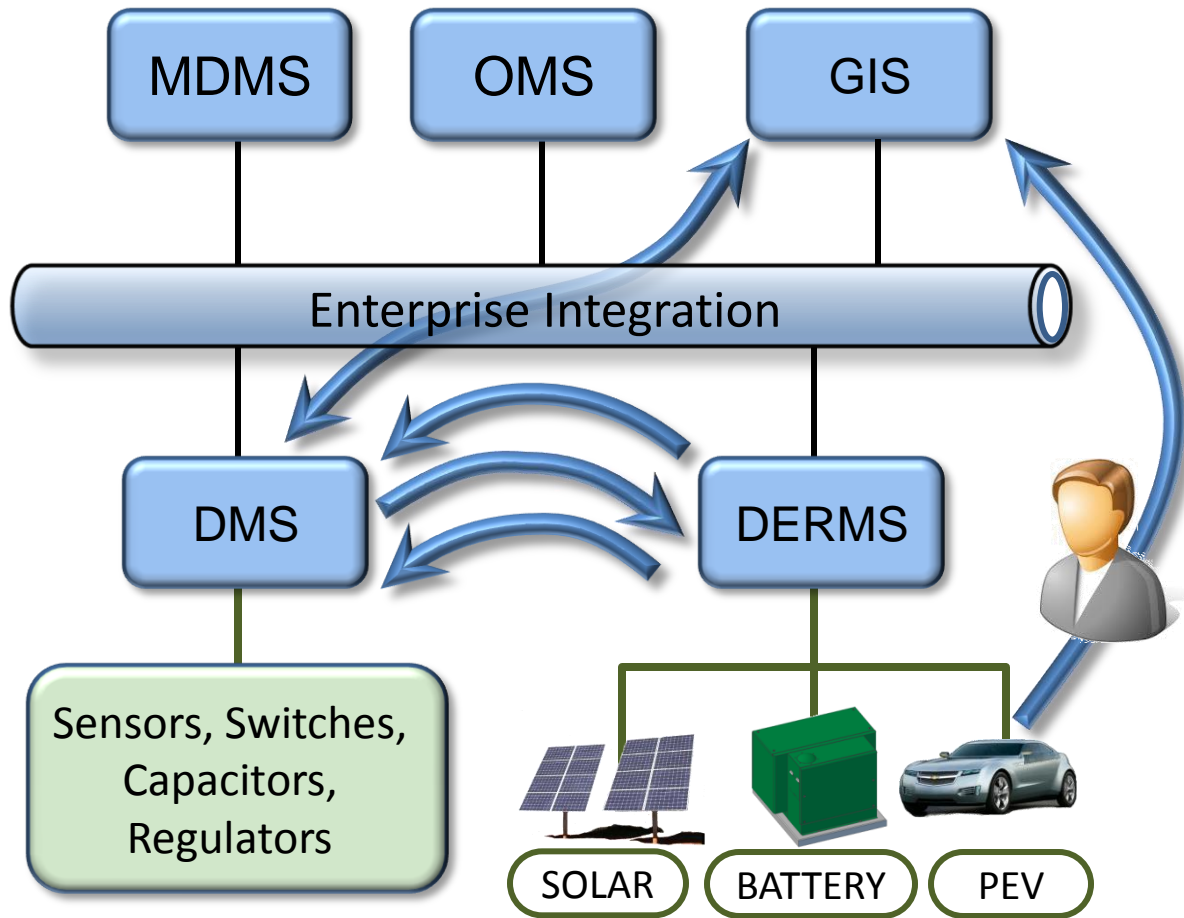 MDMS
OMS
GIS
Enterprise Integration
DMS
DERMS
Sensors, Switches,
Capacitors,
Regulators
SOLAR
BATTERY
PEV